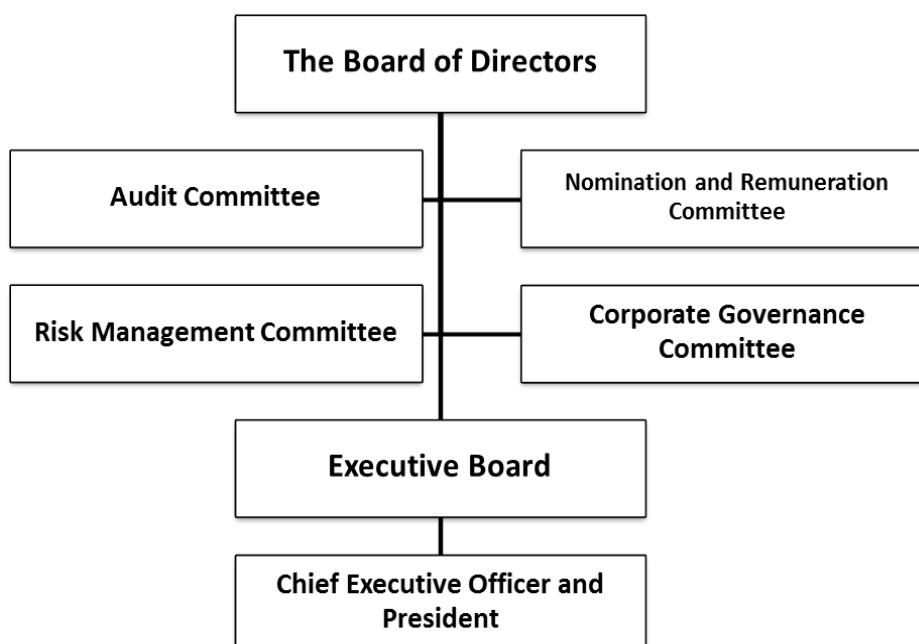 The Board of Directors
Audit Committee
Nomination and Remuneration
Committee
Risk Management Committee
Corporate Governance
Committee
Executive Board
Chief Executive Officer and
President